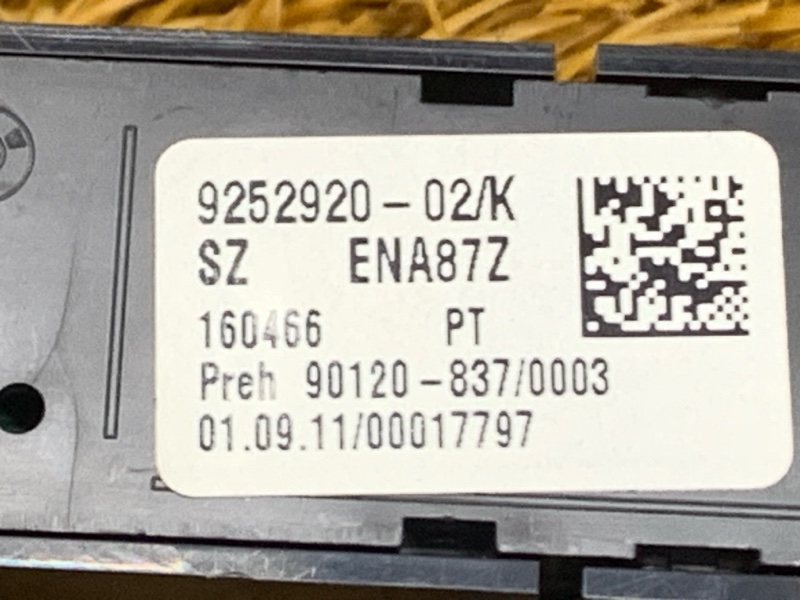 9252920 - 02/K
SZ ENA87Z
160466 PT
Preh 90120 - 837/0003
01.09.11/00017797